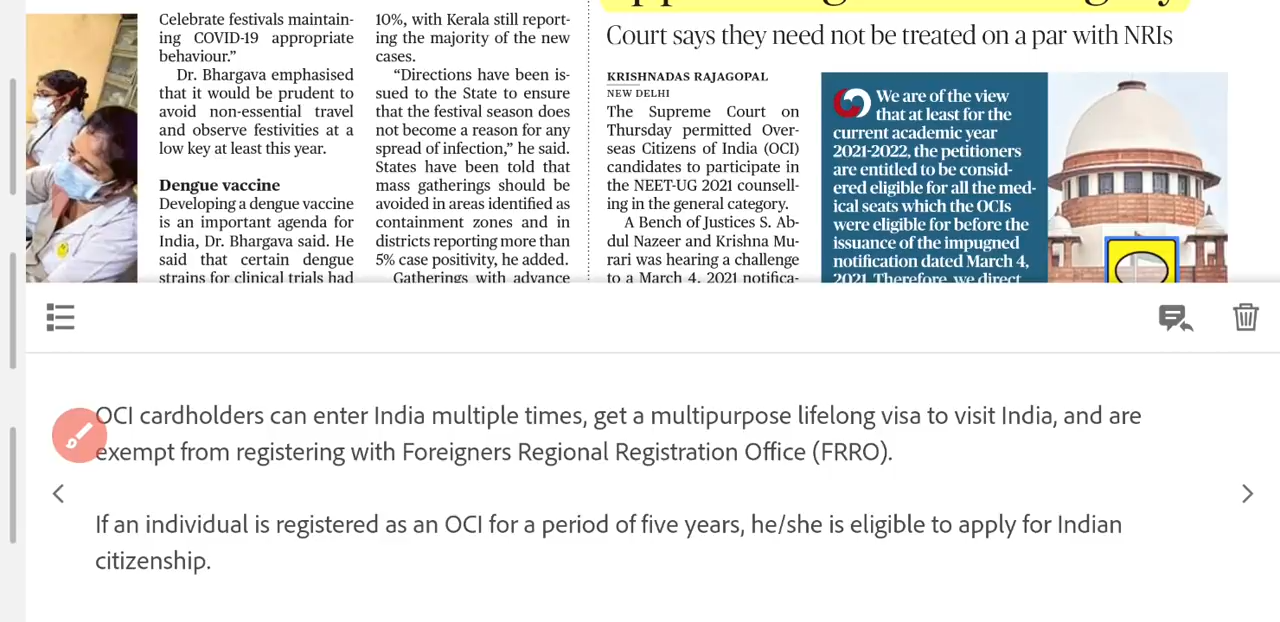 Celebrate festivals maintain-
ing COVID-19 appropriate
behaviour.”
Dr. Bhargava emphasised
that it would be prudent to
avoid non-essential travel
and observe festivities at a
low key at least this year.
Dengue vaccine
Developing a dengue vaccine
is an important agenda for
India, Dr. Bhargava said. He
said that certain dengue
strains for clinical trials had
10%, with Kerala still report-
ing the majority of the new
cases.
“Directions have been is-
sued to the State to ensure
that the festival season does
not become a reason for any
spread of infection,” he said.
States have been told that
mass gatherings should be
avoided in areas identified as
containment zones and in
districts reporting more than
5% case positivity, he added.
Gatherings with advance
Court says they need not be treated on a par with NRIs
KRISHNADAS RAJAGOPAL
NEW DELHI
The Supreme Court on
Thursday permitted Over-
seas Citizens of India (OCI)
candidates to participate in
the NEET-UG 2021 counsell-
ing in the general category.
A Bench of Justices S. Ab-
dul Nazeer and Krishna Mu-
rari was hearing a challenge
to a March 4, 2021 notifica-
We are of the view
that at least for the
current academic year
2021-2022, the petitioners
are entitled to be consid-
ered eligible for all the med-
ical seats which the OCIs
were eligible for before the
issuance of the impugned
notification dated March 4,
2021. Therefore, we direct
OCI cardholders can enter India multiple times, get a multipurpose lifelong visa to visit India, and are
exempt from registering with Foreigners Regional Registration Office (FRRO).
If an individual is registered as an OCI for a period of five years, he/she is eligible to apply for Indian
citizenship.